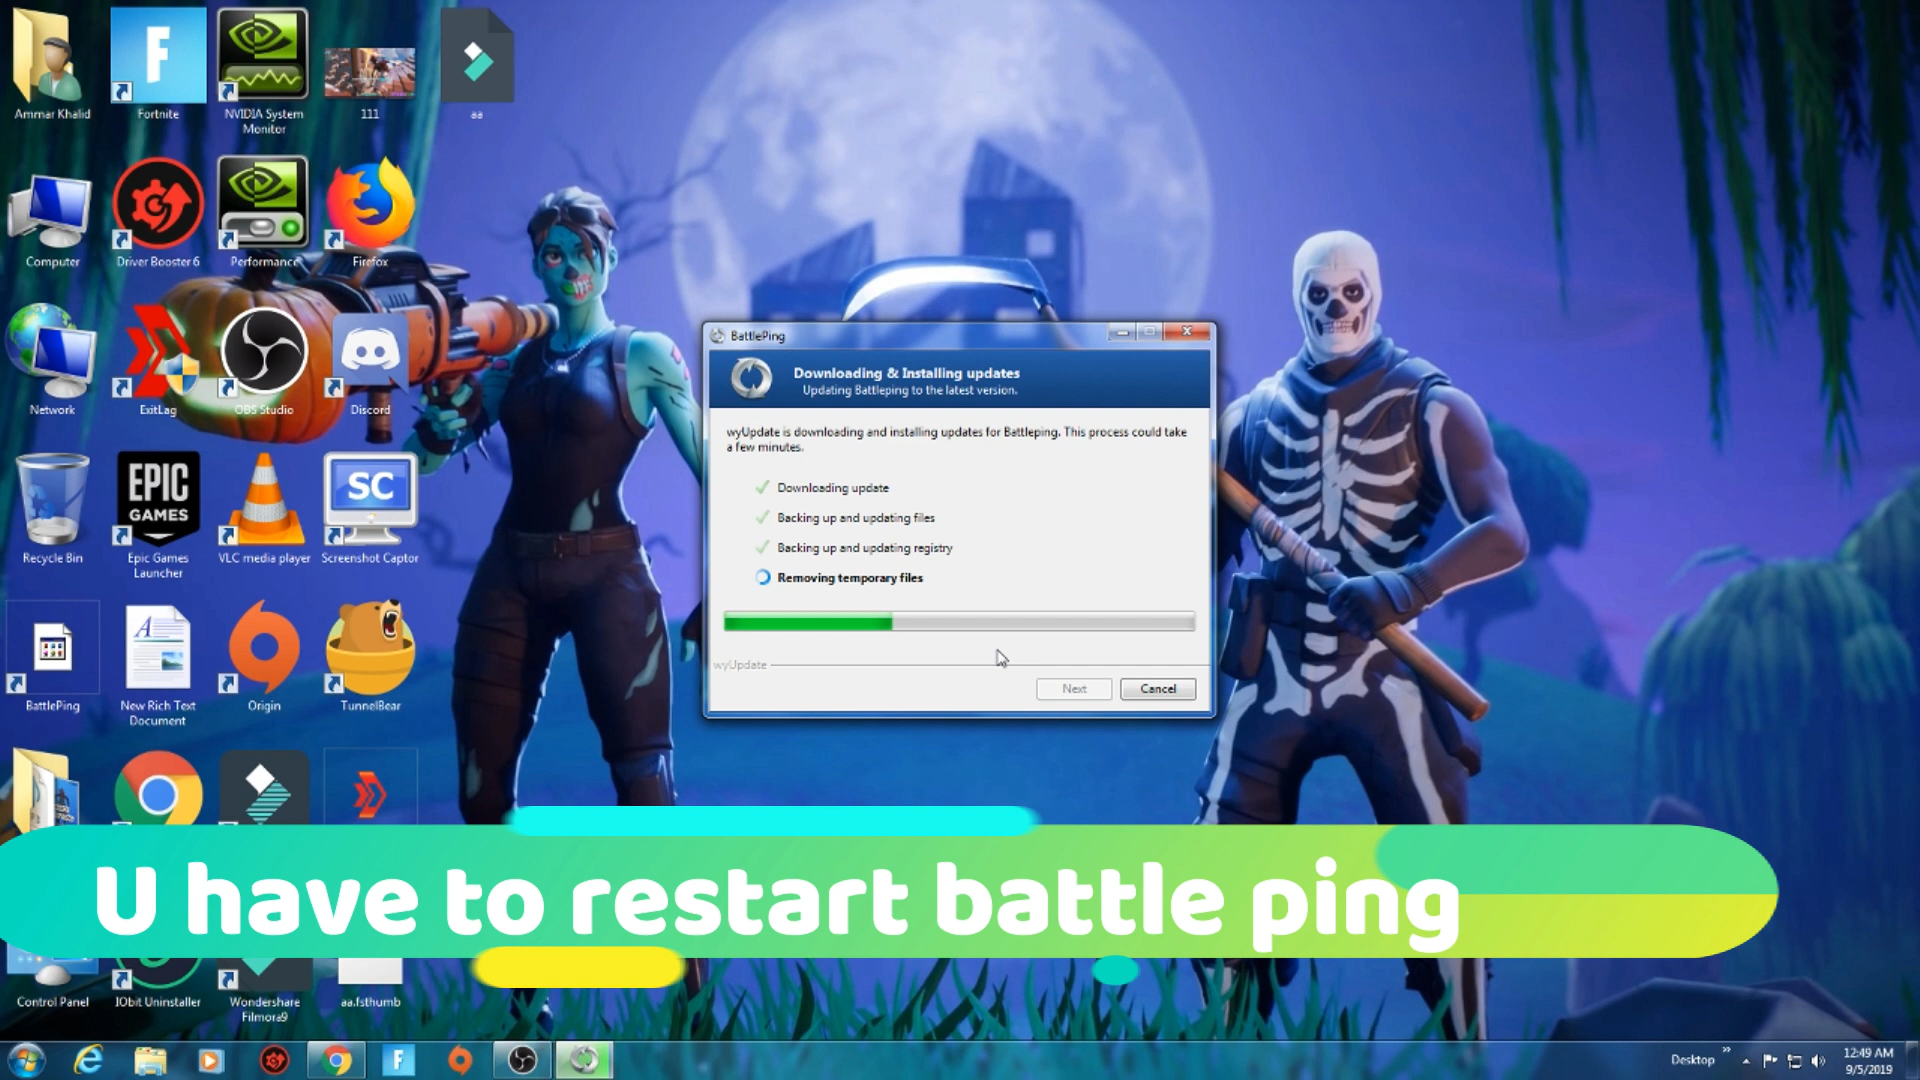 Ammar Khalid
F
Fortnite
NVIDIA System
Monitor
111
aa
Computer
Driver Booster 6
Performance
Firefox
Network
ExitLag
OBS Studio
Discord
EPIC
GAMES
SC
Recycle Bin
Epic Games
Launcher
VLC media player
Screenshot Captor
BattlePing
New Rich Text
Document
Origin
TunnelBear
BattlePing
Downloading & Installing updates
Updating Battleping to the latest version.
wyUpdate is downloading and installing updates for Battleping. This process could take
a few minutes.
Downloading update
Backing up and updating files
Backing up and updating registry
Removing temporary files
wyUpdate
Next
Cancel
U have to restart battle ping
Control Panel
IObit Uninstaller
Wondershare
Filmora9
aa.fsthumb
Desktop
12:49 AM
9/5/2019